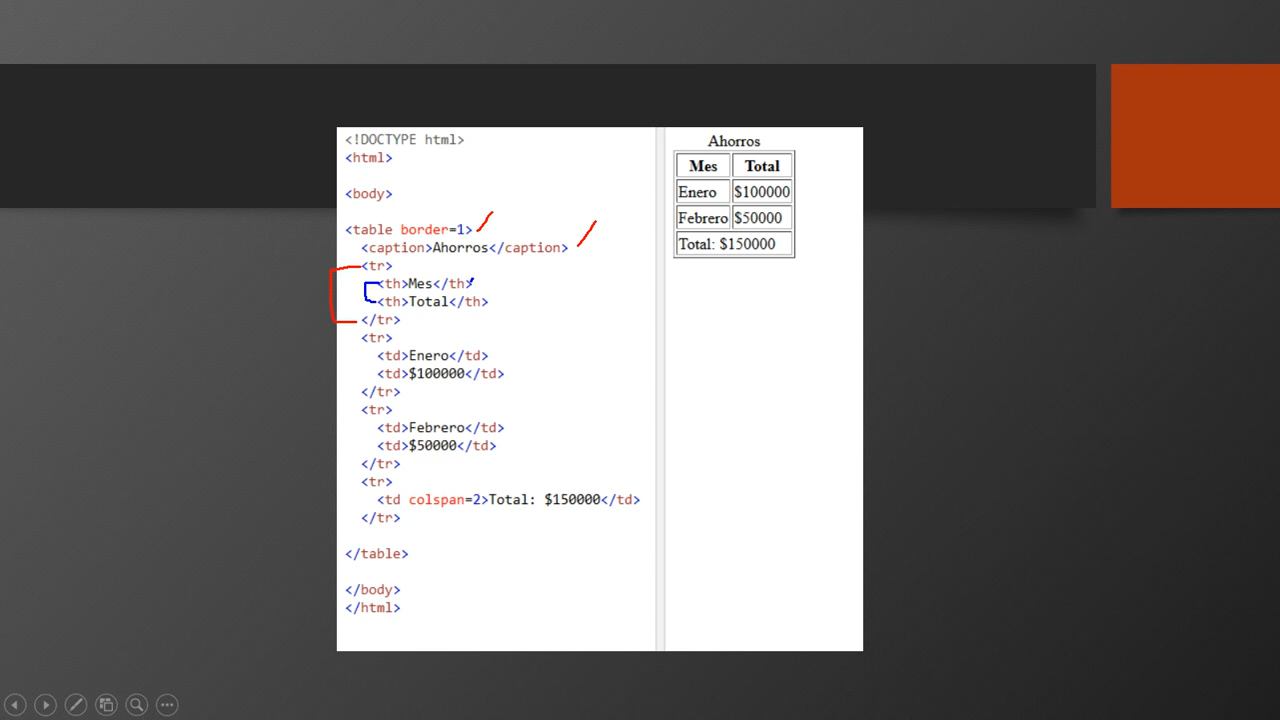 <!DOCTYPE html>
<html>
<body>
<table border=1>
<caption>Ahorros</caption>
<tr>
<th>Mes</th>
<th>Total</th>
</tr>
<tr>
<td>Enero</td>
<td>$100000</td>
</tr>
<tr>
<td>Febrero</td>
<td>$50000</td>
</tr>
<tr>
<td colspan=2>Total: $150000</td>
</tr>
</table>
</body>
</html>
Ahorros
Mes Total
Enero $100000
Febrero $50000
Total: $150000